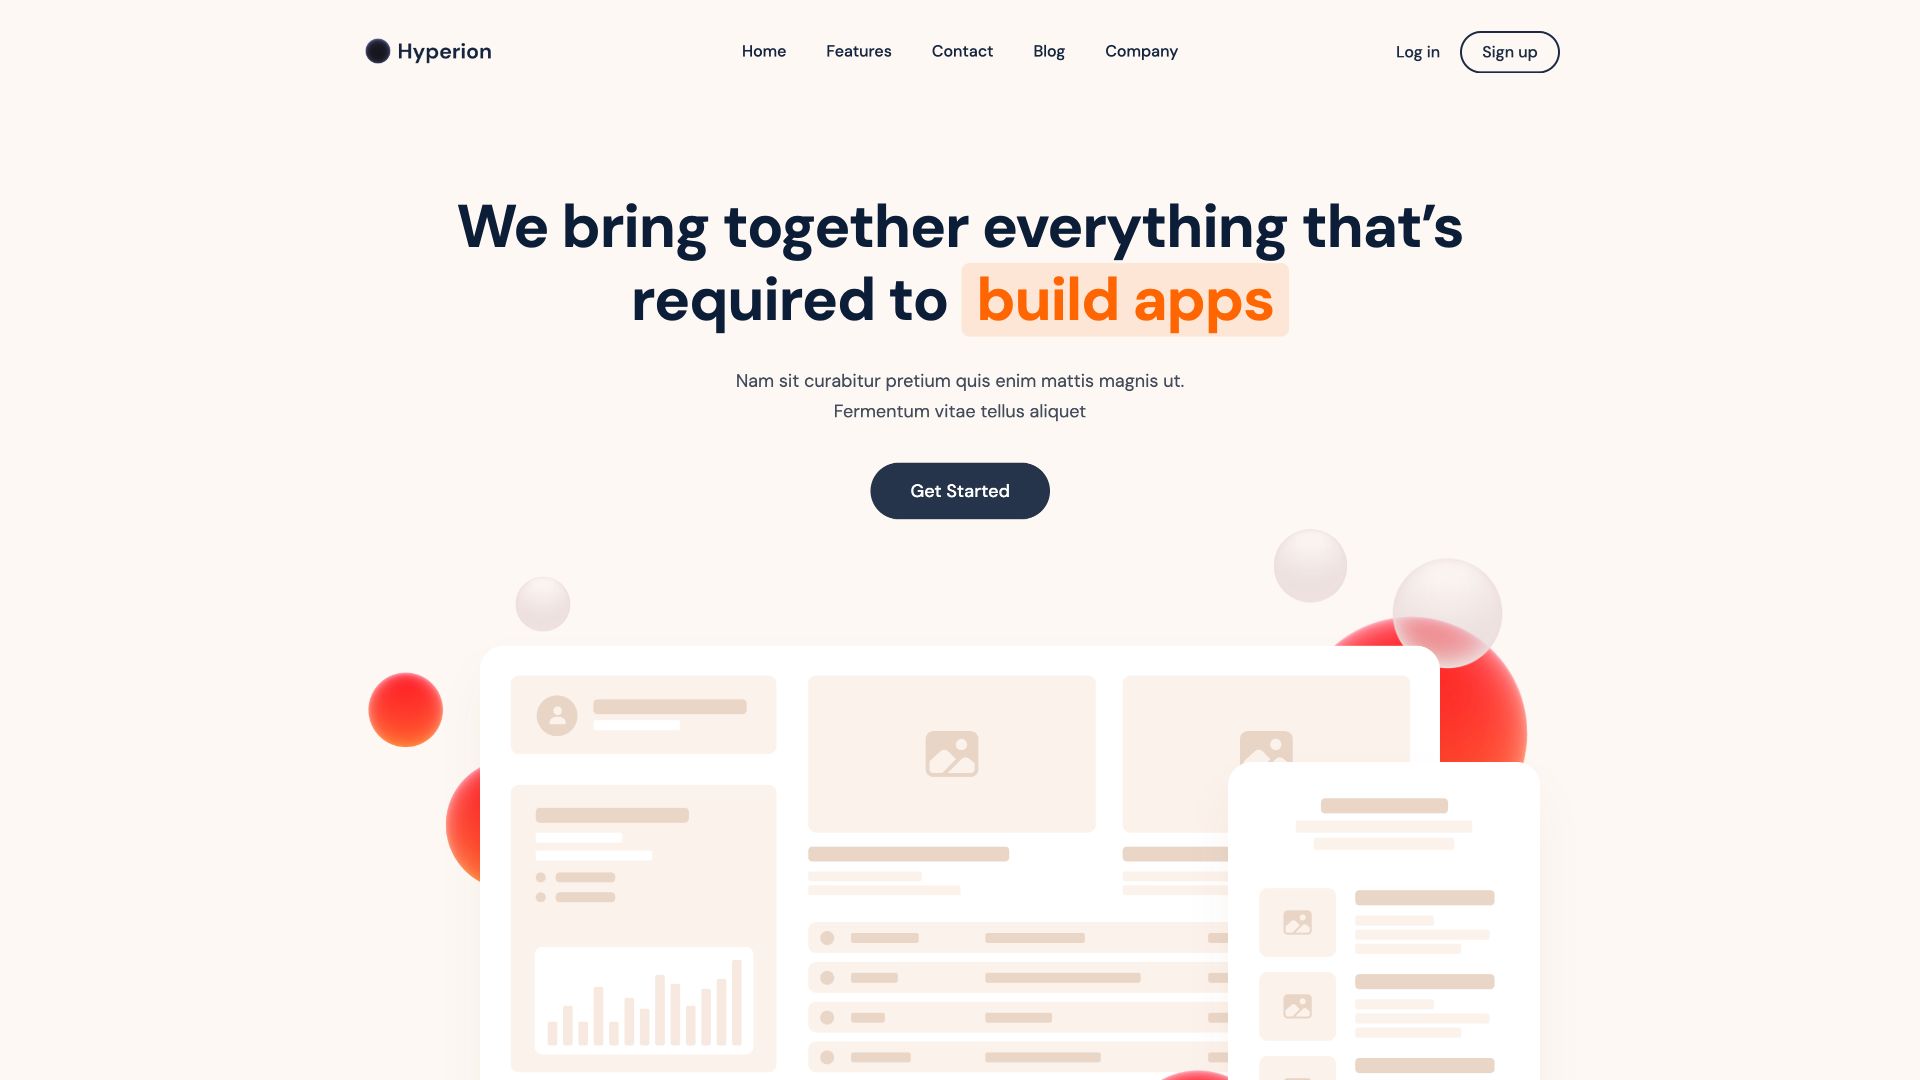 Hyperion
Home Features Contact Blog Company
Log in Sign up
We bring together everything that’s
required to build apps
Nam sit curabitur pretium quis enim mattis magnis ut.
Fermentum vitae tellus aliquet
Get Started